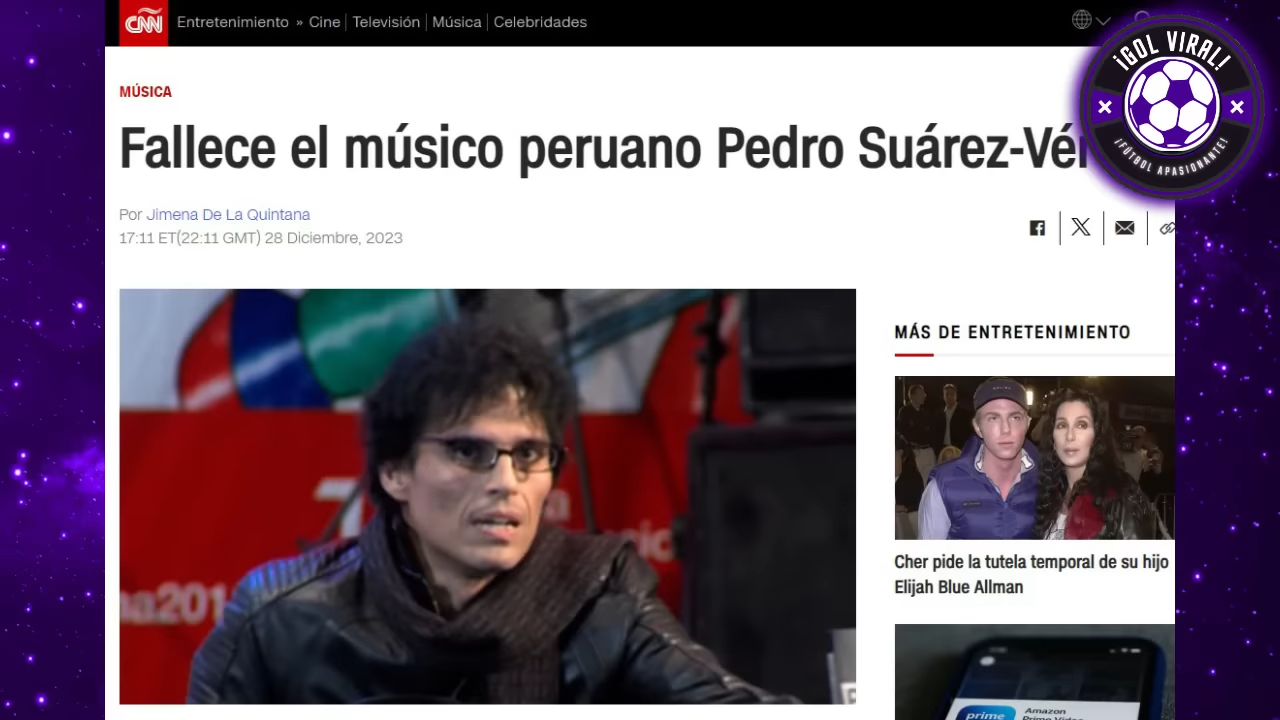 CNN
Entretenimiento » Cine | Televisión | Música | Celebridades
¡GOL VIRAL!
¡FÚTBOL APASIONANTE!
MÚSICA
Fallece el músico peruano Pedro Suárez-Vér
Por Jimena De La Quintana
17:11 ET(22:11 GMT) 28 Diciembre, 2023
MÁS DE ENTRETENIMIENTO
Cher pide la tutela temporal de su hijo
Elijah Blue Allman
prime
Amazon
Prime Video